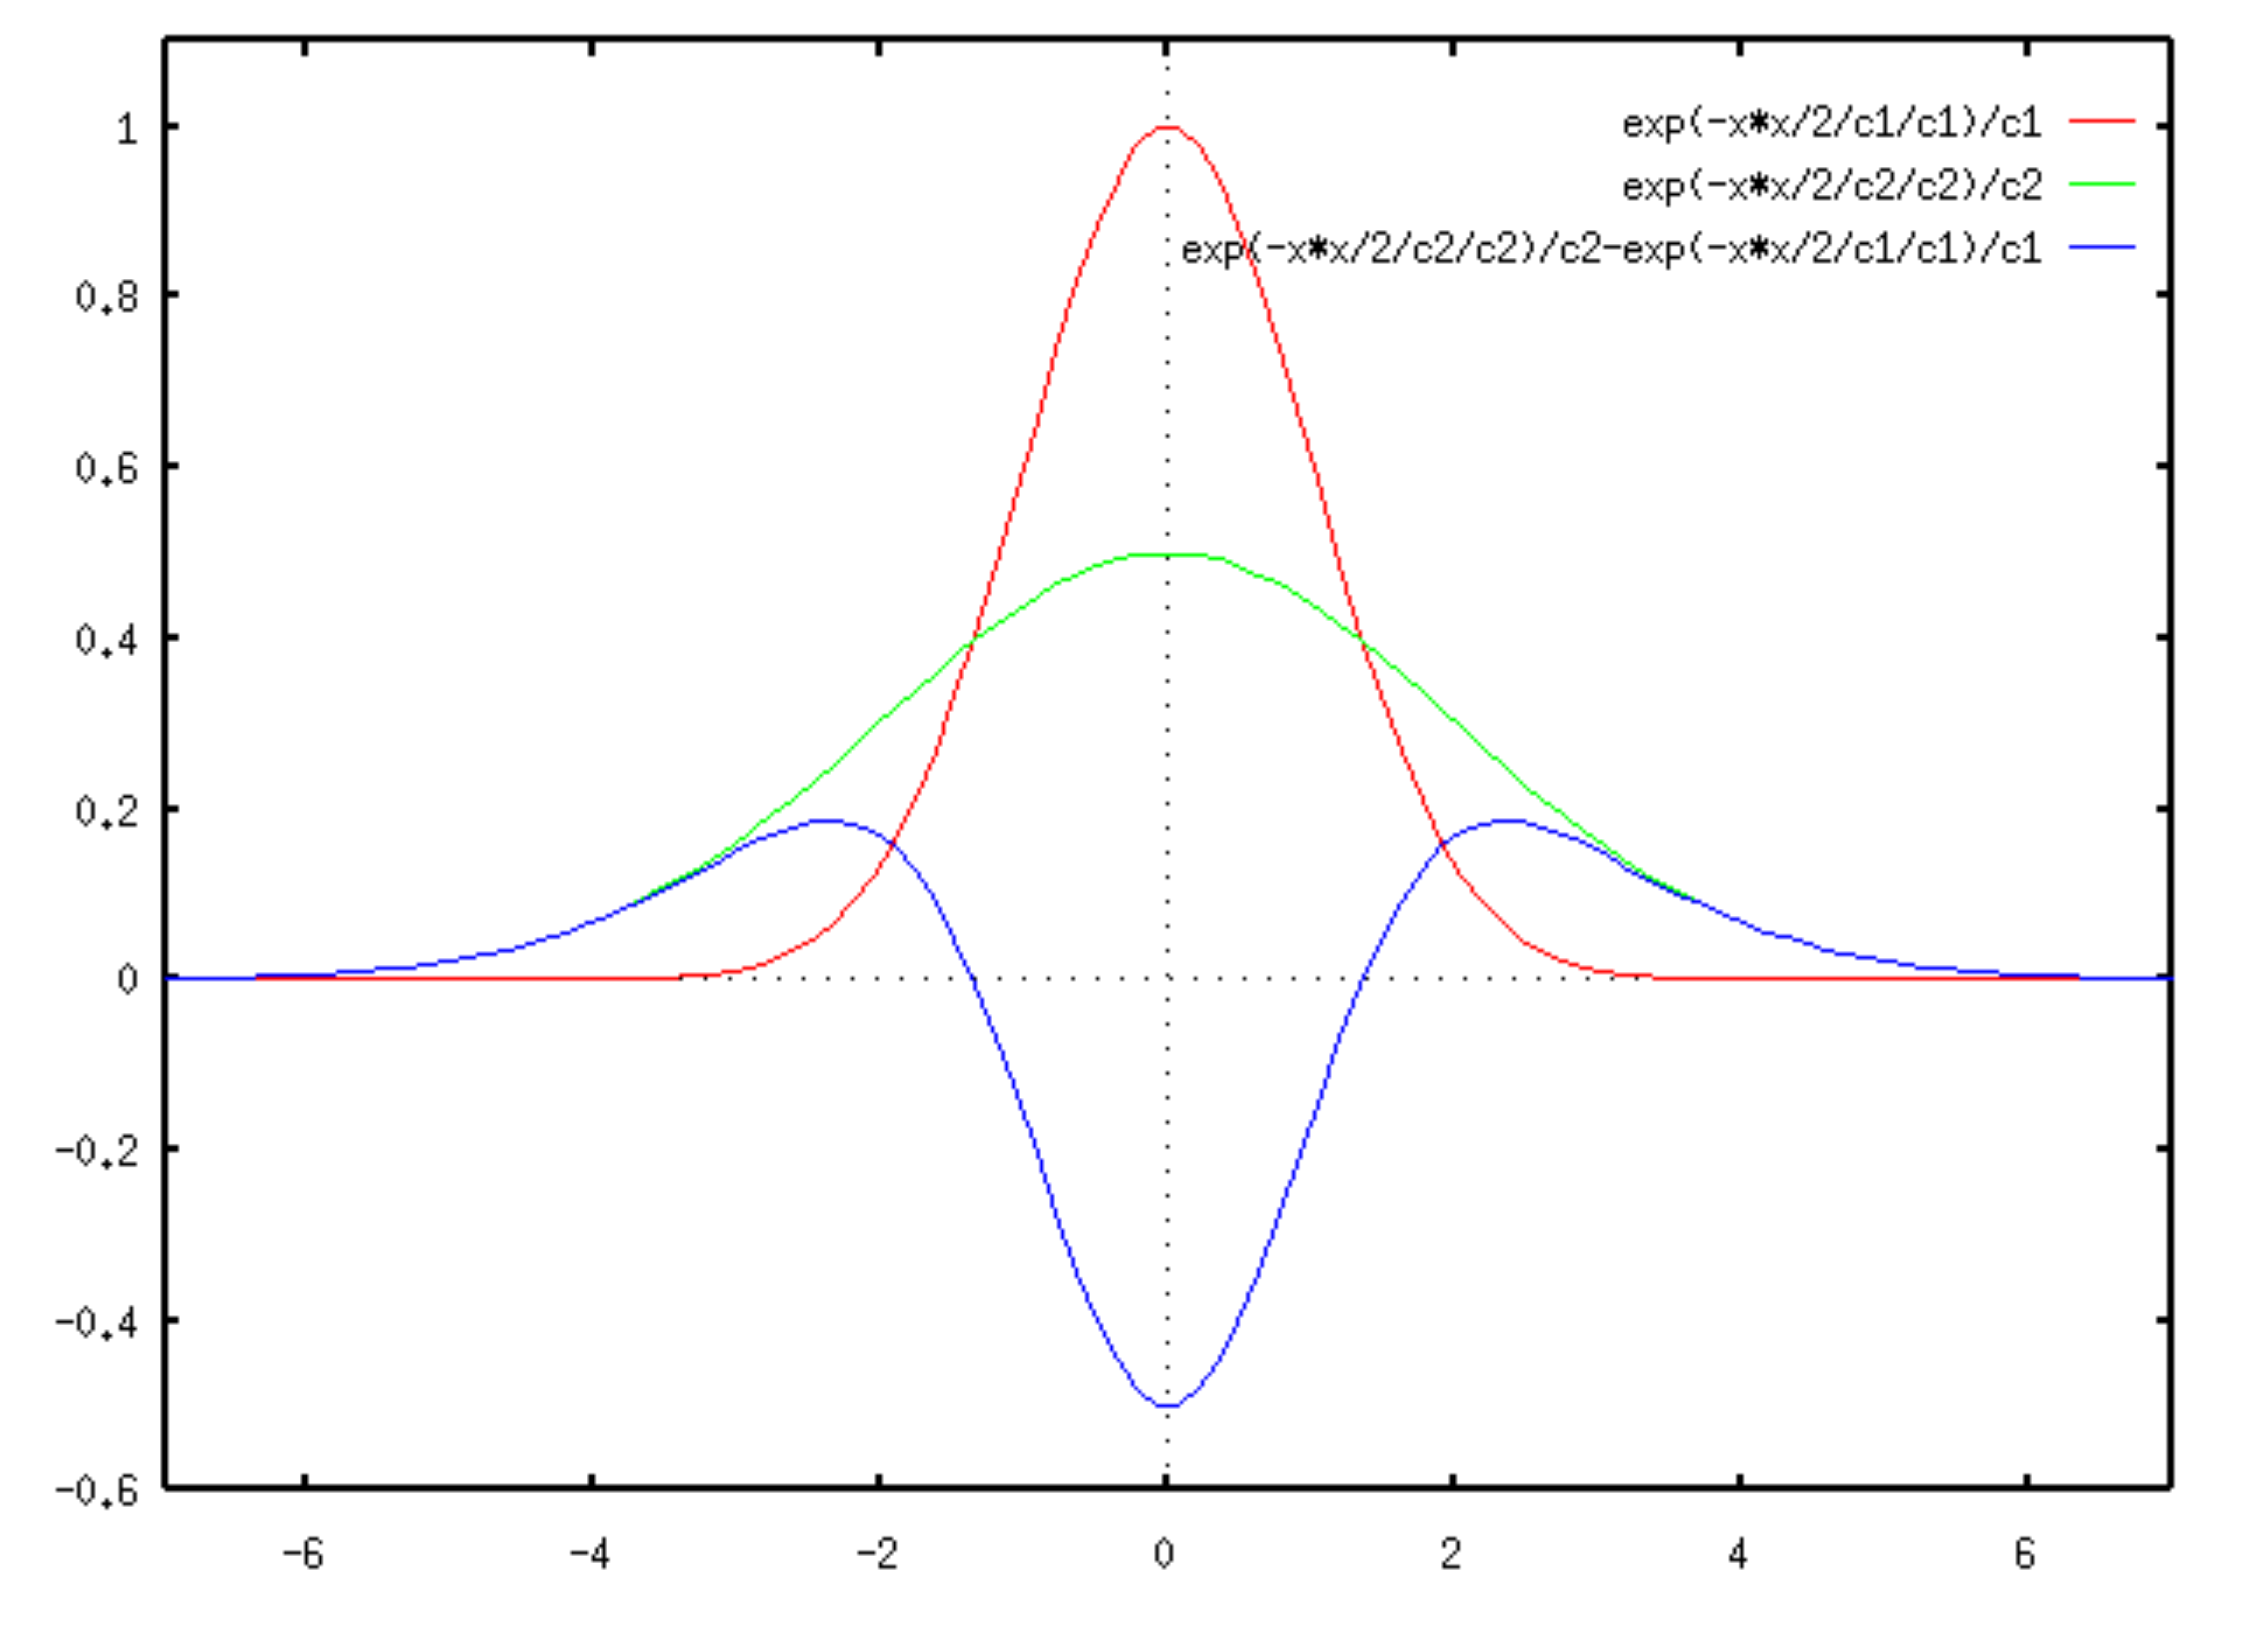 exp(-x*x/2/c1/c1)/c1
exp(-x*x/2/c2/c2)/c2
exp(-x*x/2/c2/c2)/c2-exp(-x*x/2/c1/c1)/c1
1
0.8
0.6
0.4
0.2
0
-0.2
-0.4
-0.6
-6 -4 -2 0 2 4 6